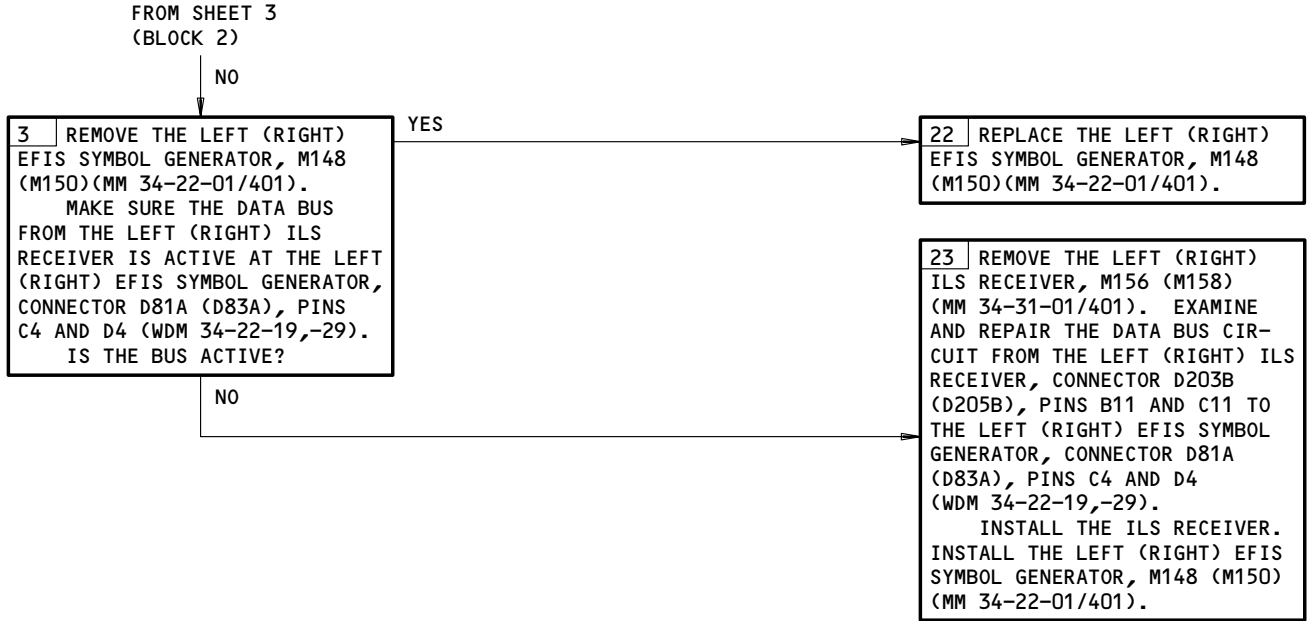 FROM SHEET 3
(BLOCK 2)
NO
3 REMOVE THE LEFT (RIGHT)
EFIS SYMBOL GENERATOR, M148
(M150)(MM 34-22-01/401).
MAKE SURE THE DATA BUS
FROM THE LEFT (RIGHT) ILS
RECEIVER IS ACTIVE AT THE LEFT
(RIGHT) EFIS SYMBOL GENERATOR,
CONNECTOR D81A (D83A), PINS
C4 AND D4 (WDM 34-22-19,-29).
IS THE BUS ACTIVE?
YES
NO
22 REPLACE THE LEFT (RIGHT)
EFIS SYMBOL GENERATOR, M148
(M150)(MM 34-22-01/401).
23 REMOVE THE LEFT (RIGHT)
ILS RECEIVER, M156 (M158)
(MM 34-31-01/401). EXAMINE
AND REPAIR THE DATA BUS CIR-
CUIT FROM THE LEFT (RIGHT) ILS
RECEIVER, CONNECTOR D203B
(D205B), PINS B11 AND C11 TO
THE LEFT (RIGHT) EFIS SYMBOL
GENERATOR, CONNECTOR D81A
(D83A), PINS C4 AND D4
(WDM 34-22-19,-29).
INSTALL THE ILS RECEIVER.
INSTALL THE LEFT (RIGHT) EFIS
SYMBOL GENERATOR, M148 (M150)
(MM 34-22-01/401).